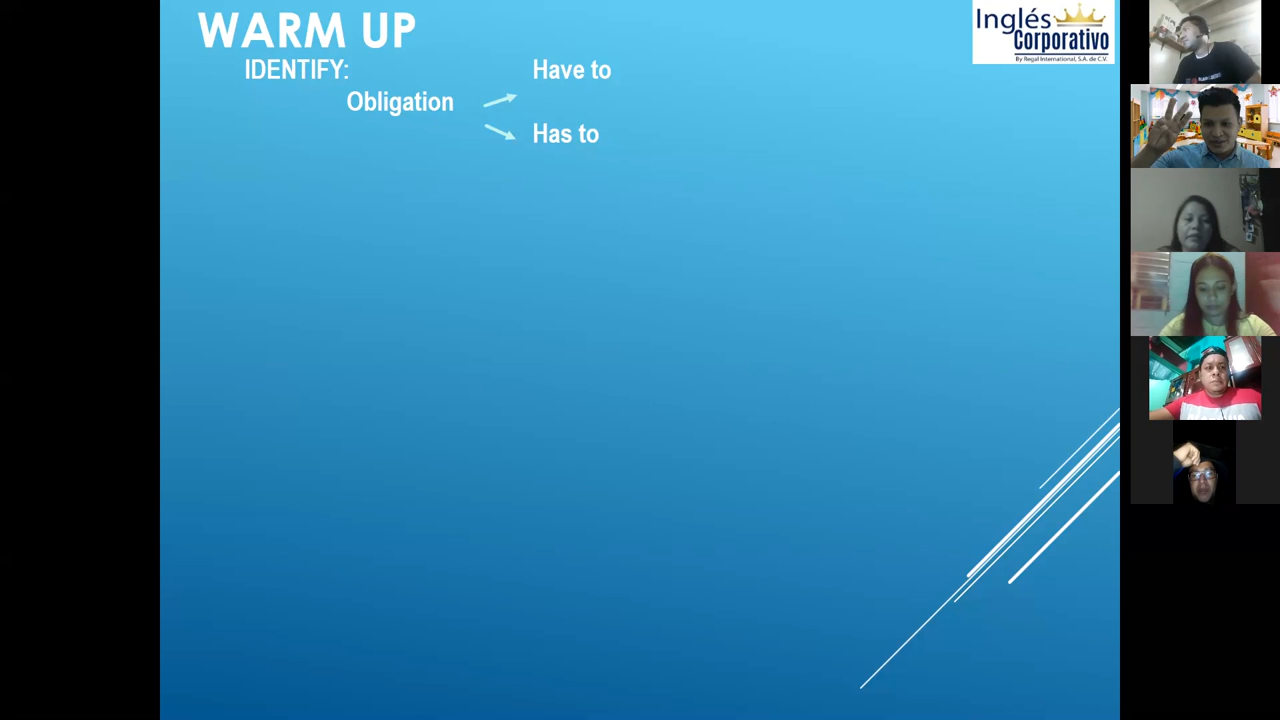 WARM UP
IDENTIFY:
Have to
Obligation
Has to
Inglés
Corporativo
By Regal International, S.A. de C.V.